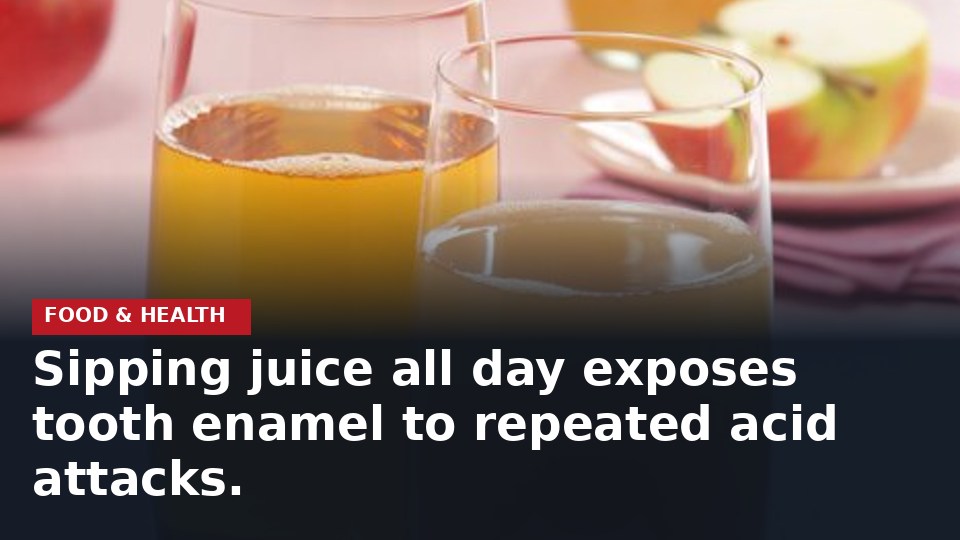 FOOD & HEALTH
Sipping juice all day exposes
tooth enamel to repeated acid
attacks.